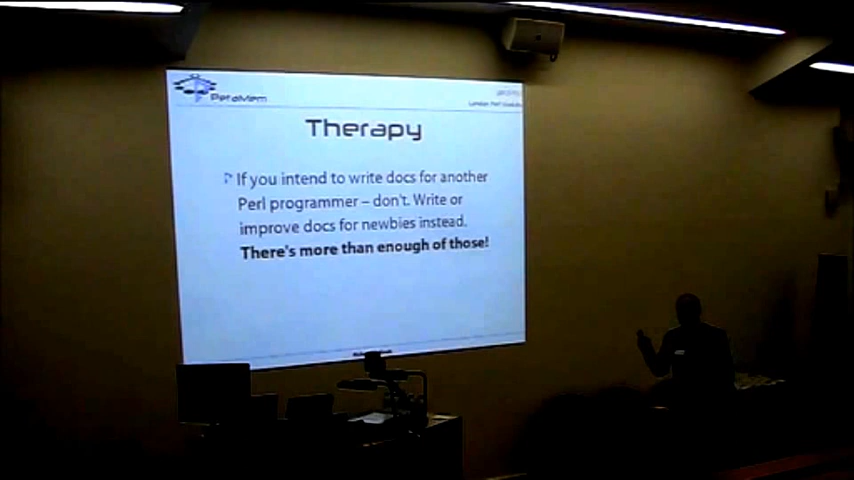 PetaMem
London Perl Workshop
Therapy
If you intend to write docs for another
Perl programmer – don't. Write or
improve docs for newbies instead.
There's more than enough of those!